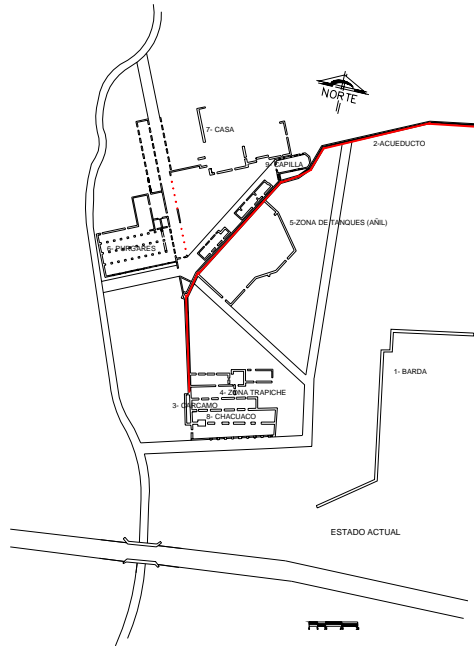 NORTE
7- CASA
2-ACUEDUCTO
9- CAPILLA
5-ZONA DE TANQUES (AÑIL)
6- PURGARES
1- BARDA
4- ZONA TRAPICHE
3- CARCAMO
8- CHACUACO
ESTADO ACTUAL